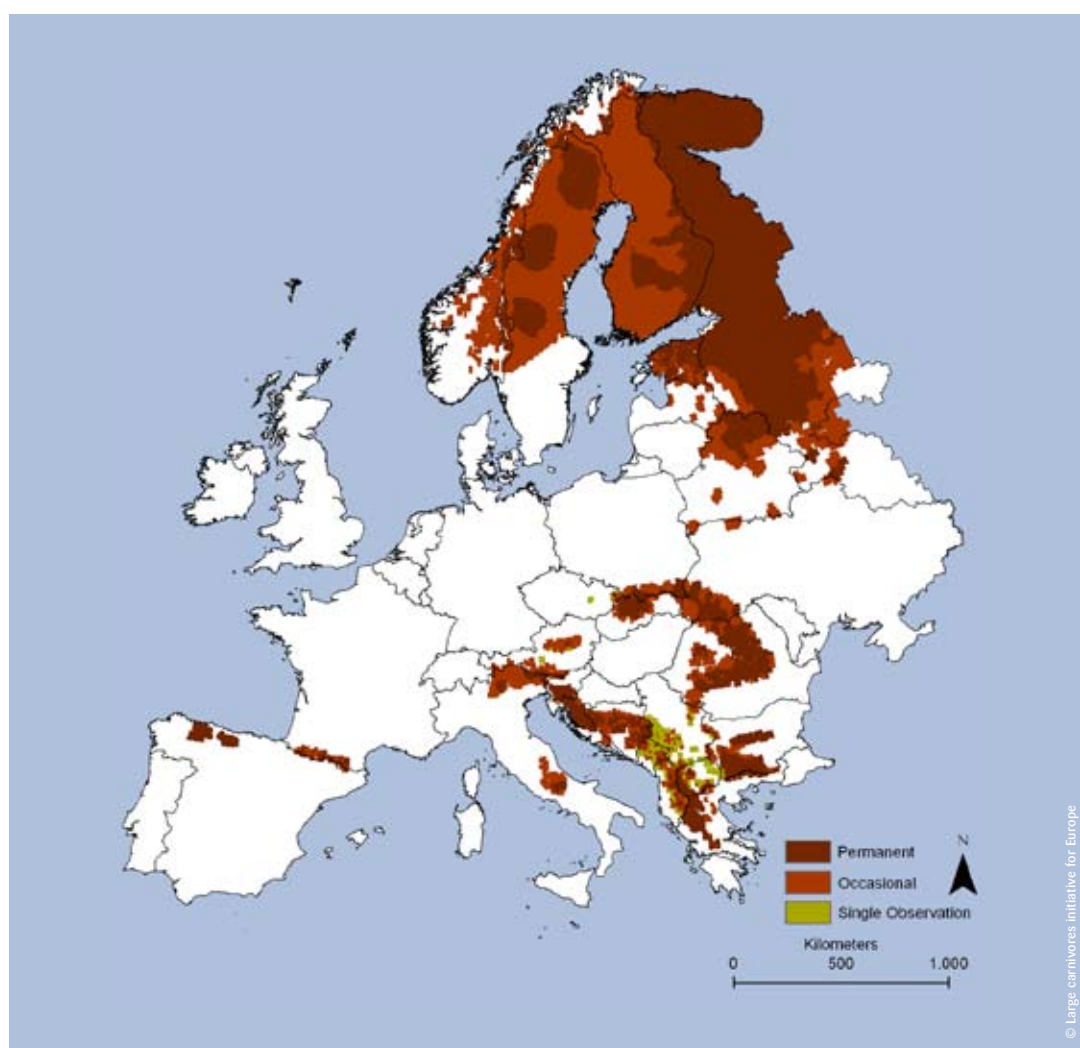 Permanent
N
Occasional
Single Observation
Kilometers
0 500 1.000
© Large carnivores initiative for Europe